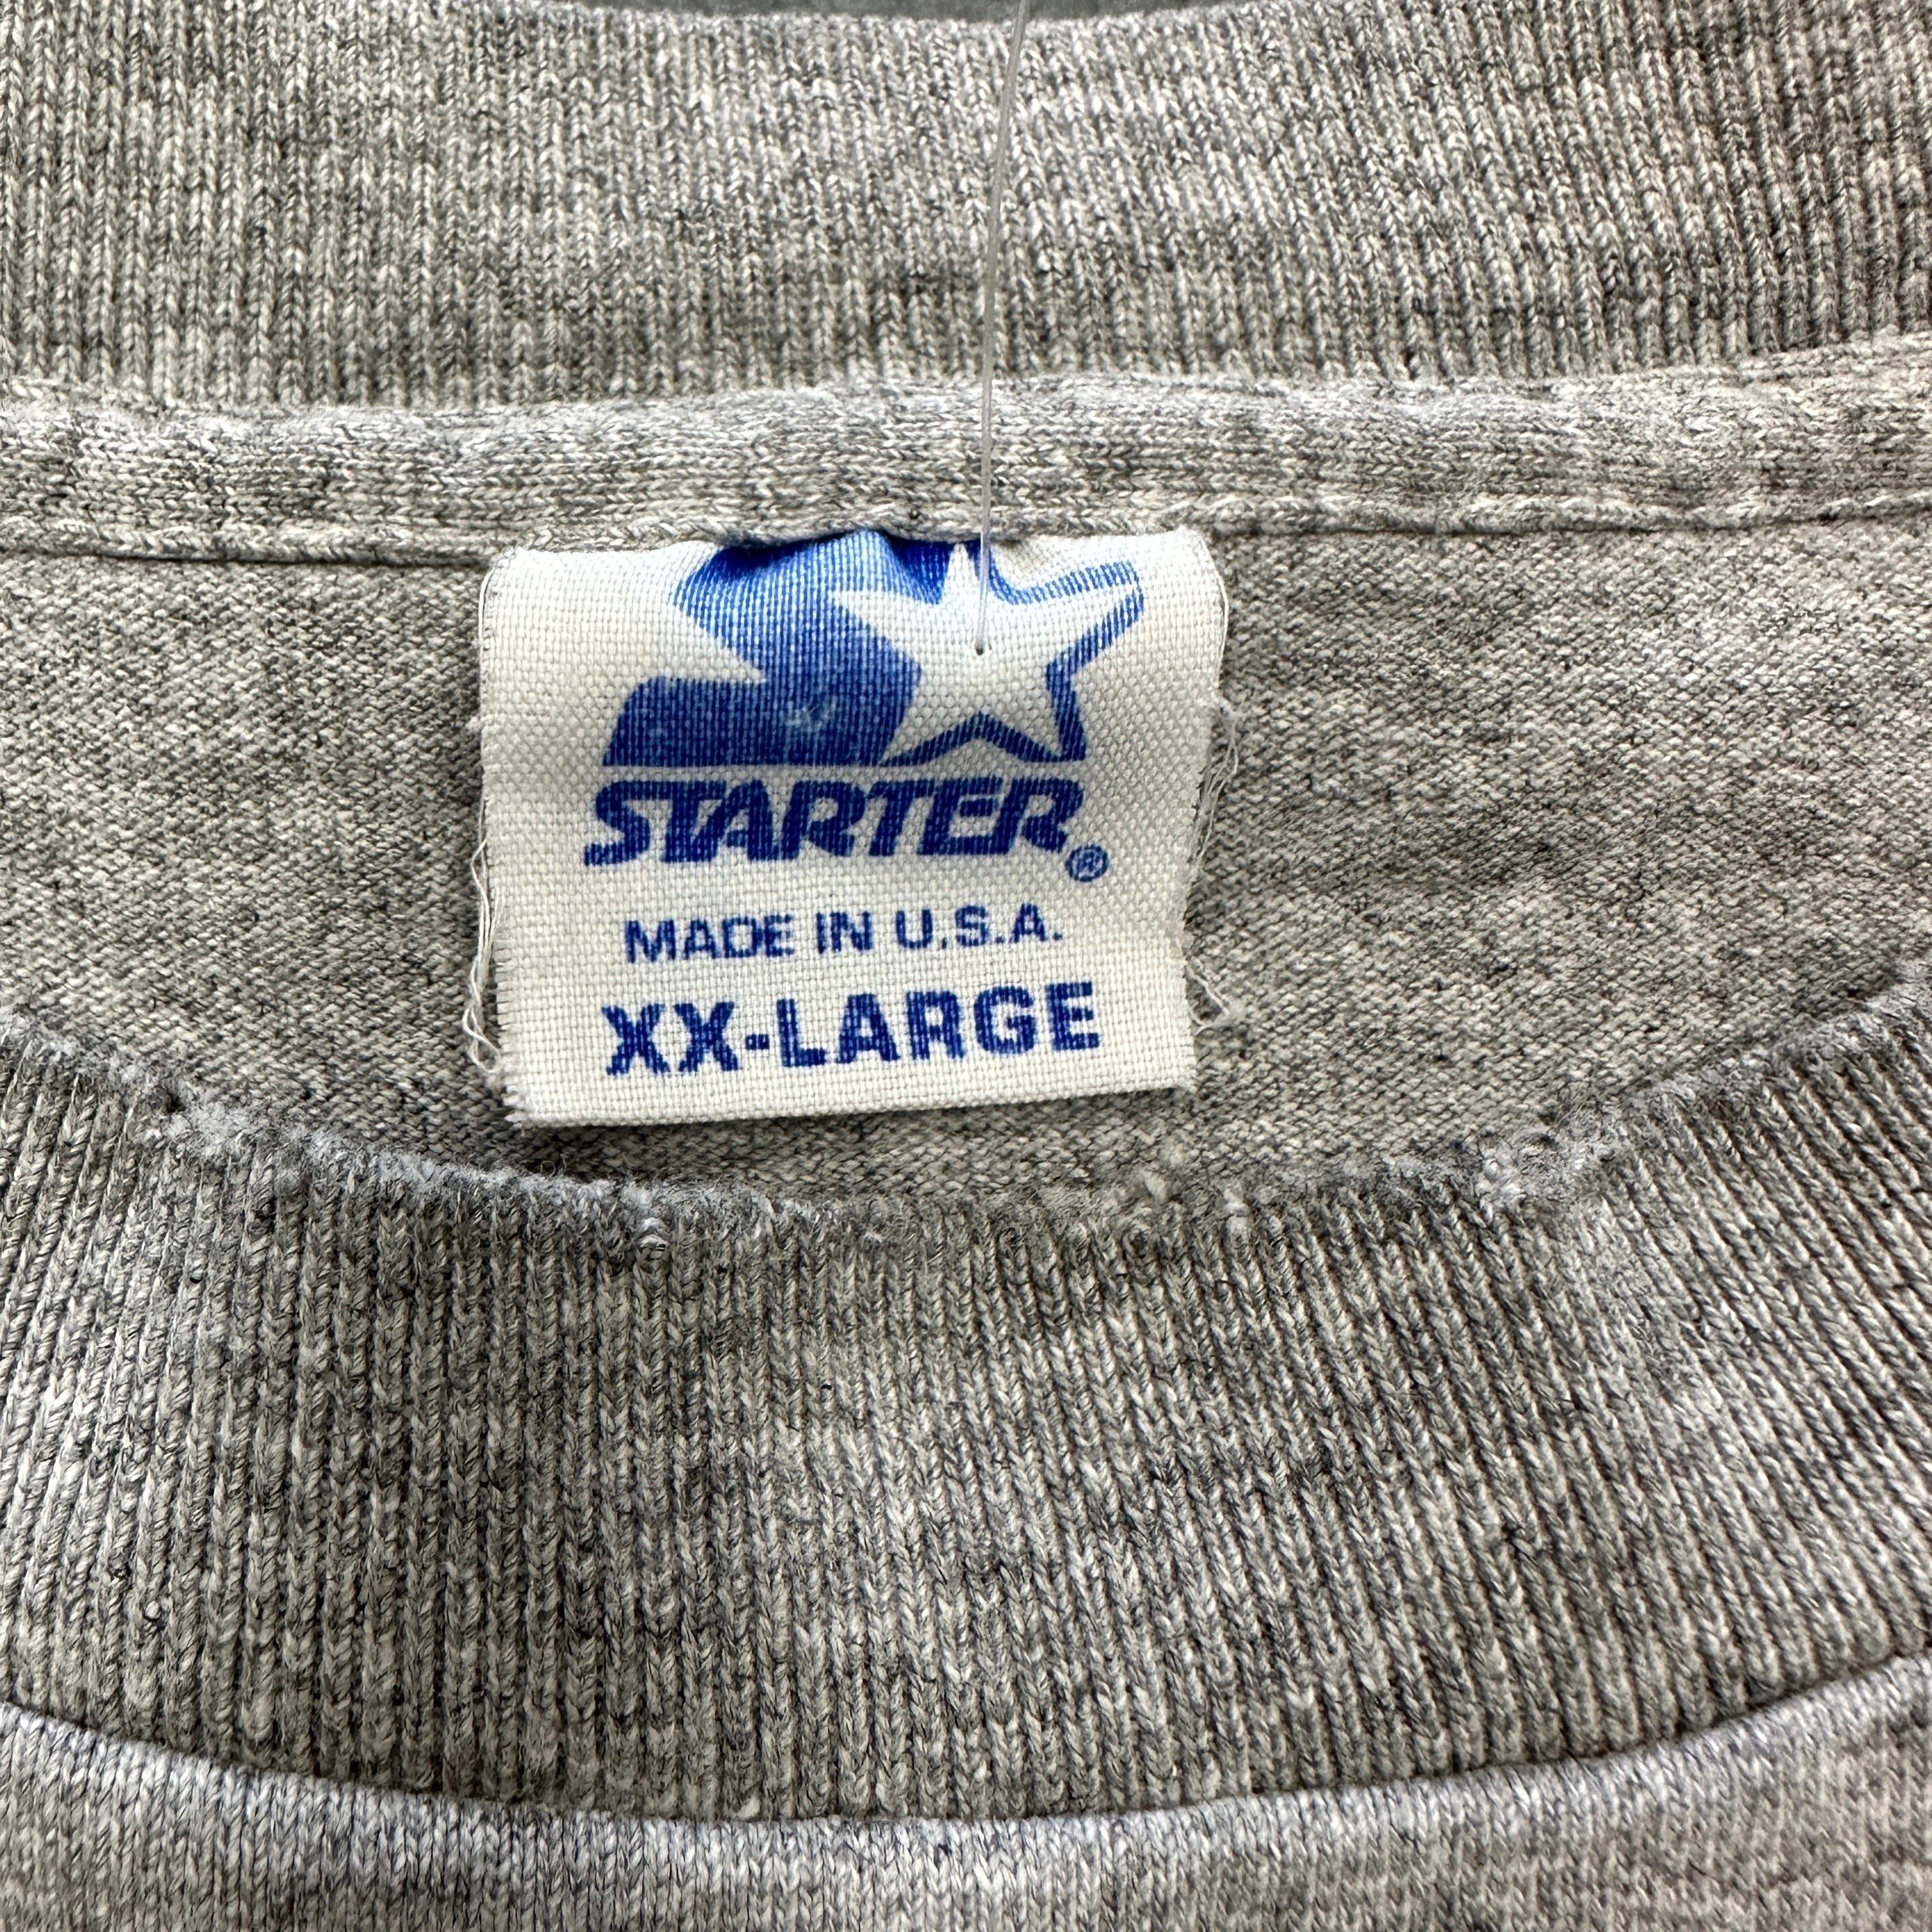 STARTER®
MADE IN U.S.A.
XX-LARGE